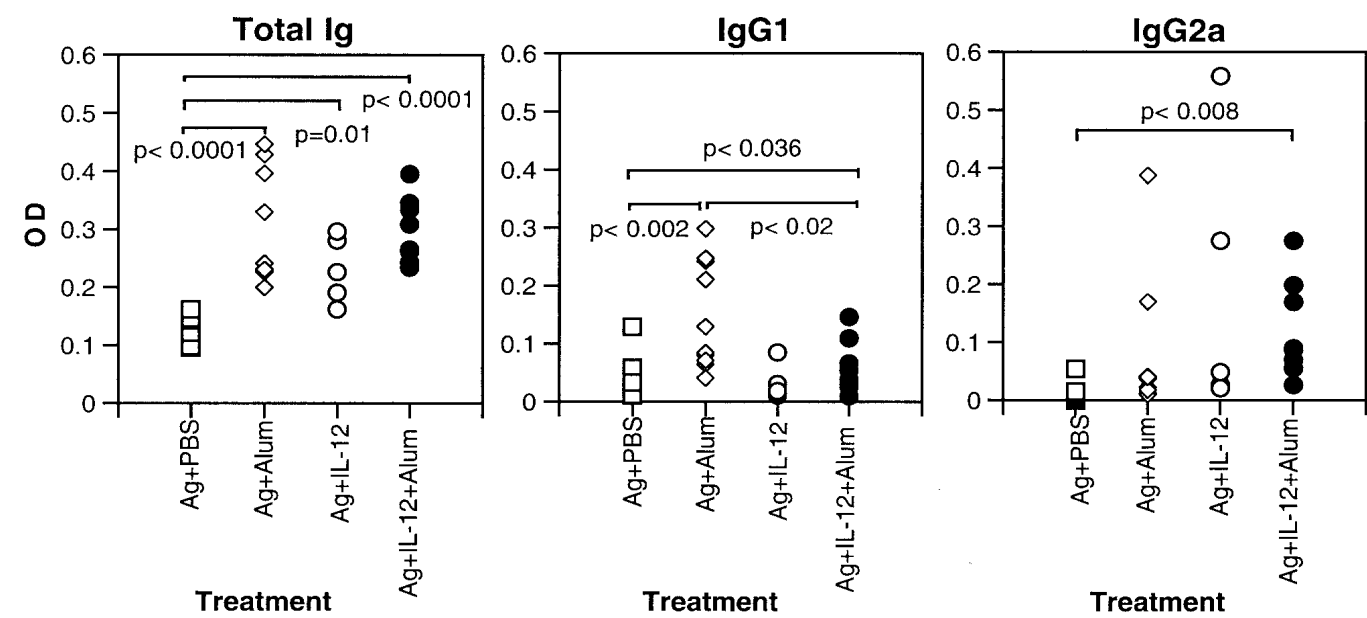 Total Ig
IgG1
IgG2a
0.6
0.5
0.4
0.3
0.2
0.1
0
OD
p< 0.0001
p=0.01
p< 0.0001
Ag+PBS
Ag+Alum
Ag+IL-12
Ag+IL-12+Alum
Treatment
0.6
0.5
0.4
0.3
0.2
0.1
0
p< 0.036
p< 0.002
p< 0.02
Ag+PBS
Ag+Alum
Ag+IL-12
Ag+IL-12+Alum
Treatment
0.6
0.5
0.4
0.3
0.2
0.1
0
p< 0.008
Ag+PBS
Ag+Alum
Ag+IL-12
Ag+IL-12+Alum
Treatment